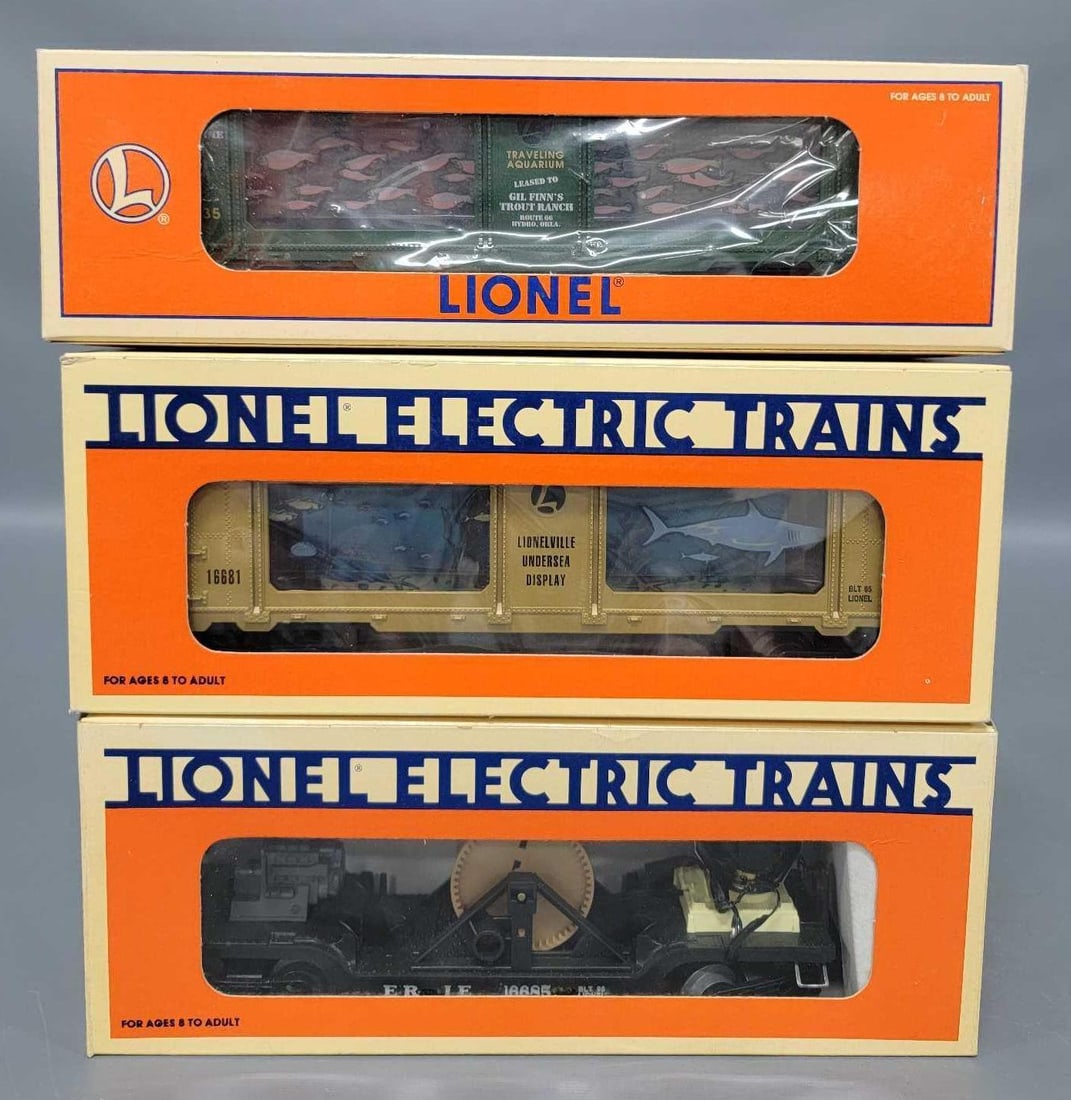 FOR AGES 8 TO ADULT
L
®
35
TRAVELING
AQUARIUM
LEASED TO
GIL FINN'S
TROUT RANCH
ROUTE 66
HYDRO, OKLA.
LIONEL®
LIONEL® ELECTRIC TRAINS
L
16681
LIONELVILLE
UNDERSEA
DISPLAY
BLT 95
LIONEL
FOR AGES 8 TO ADULT
LIONEL® ELECTRIC TRAINS
ERIE 16685
FOR AGES 8 TO ADULT